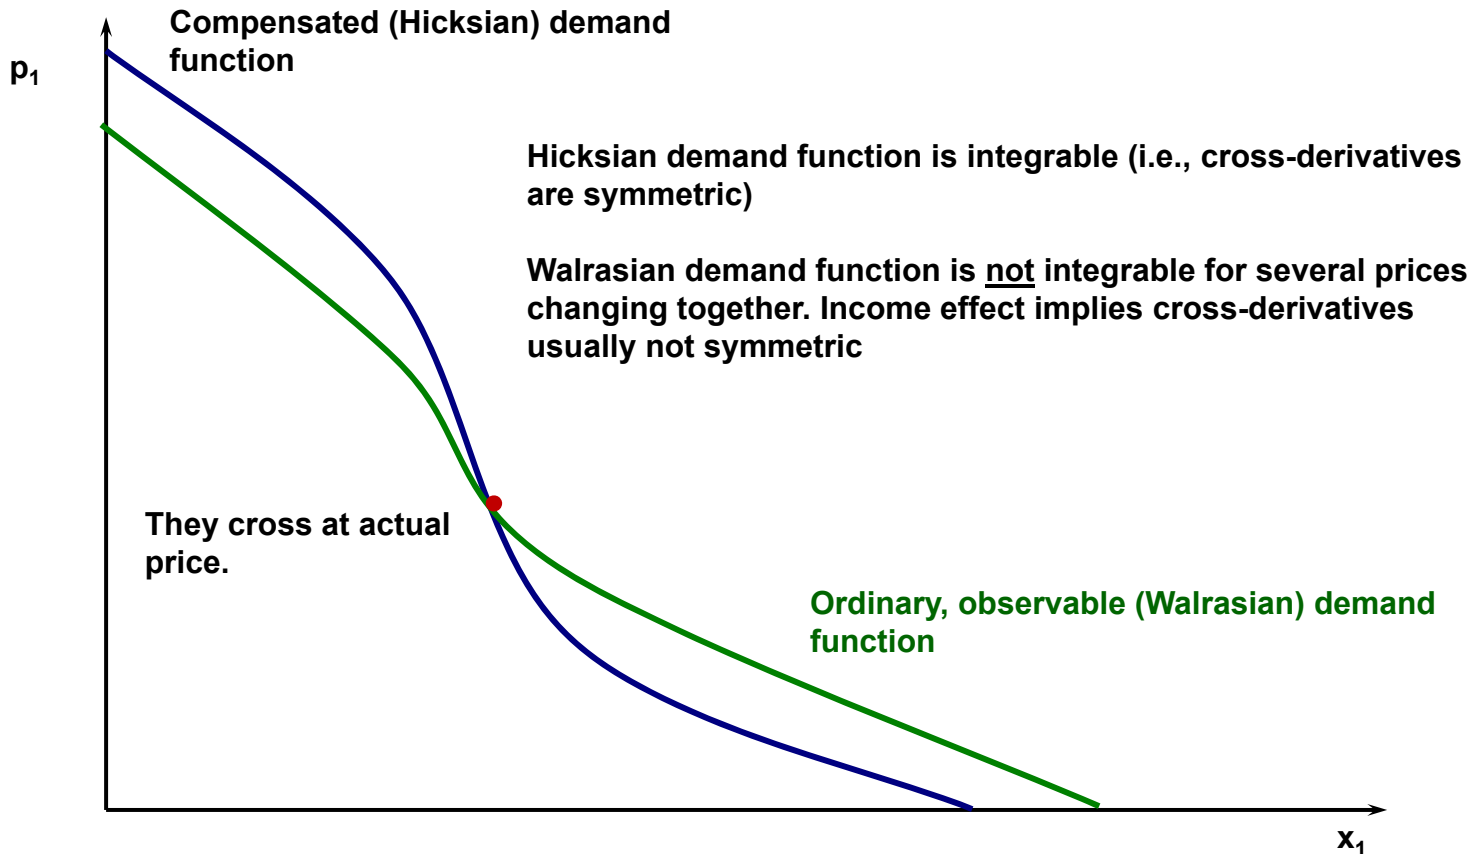 Compensated (Hicksian) demand
function
p₁
Hicksian demand function is integrable (i.e., cross-derivatives
are symmetric)
Walrasian demand function is not integrable for several prices
changing together. Income effect implies cross-derivatives
usually not symmetric
They cross at actual
price.
Ordinary, observable (Walrasian) demand
function
x₁